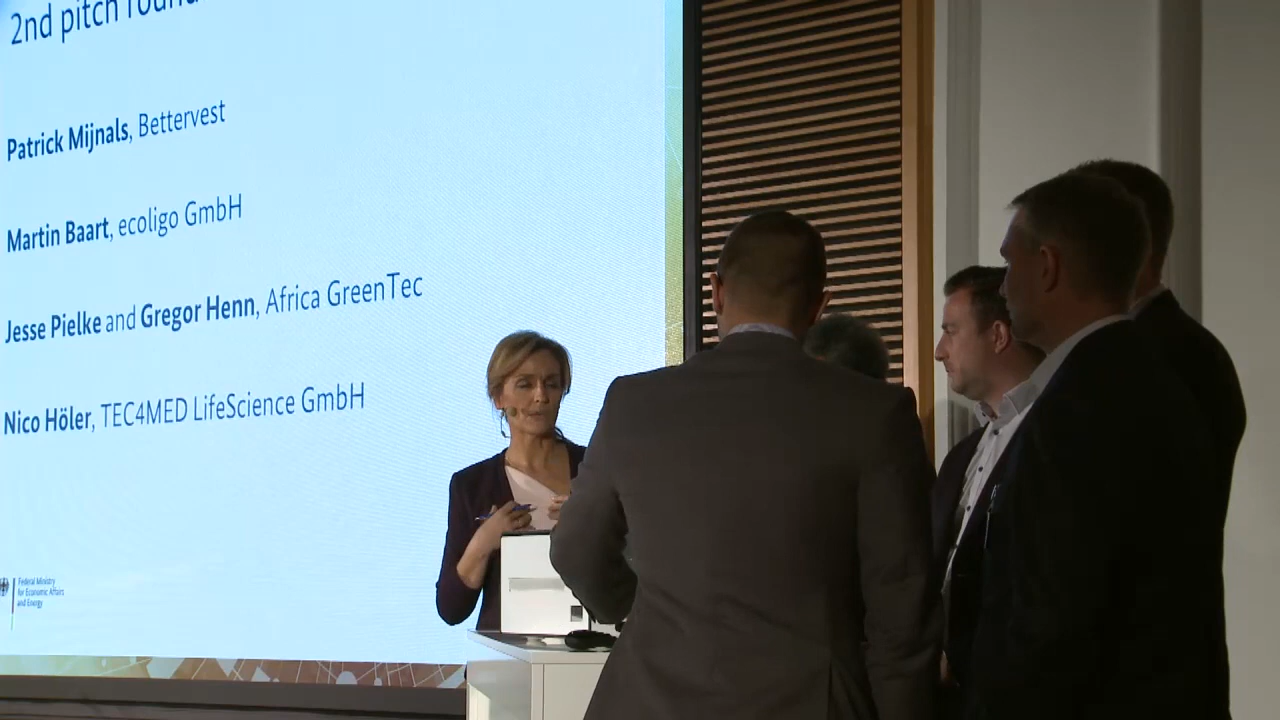 2nd pitch round
Patrick Mijnals, Bettervest
Martin Baart, ecoligo GmbH
Jesse Pielke and Gregor Henn, Africa GreenTec
Nico Höler, TEC4MED LifeScience GmbH
Federal Ministry
for Economic Affairs
and Energy